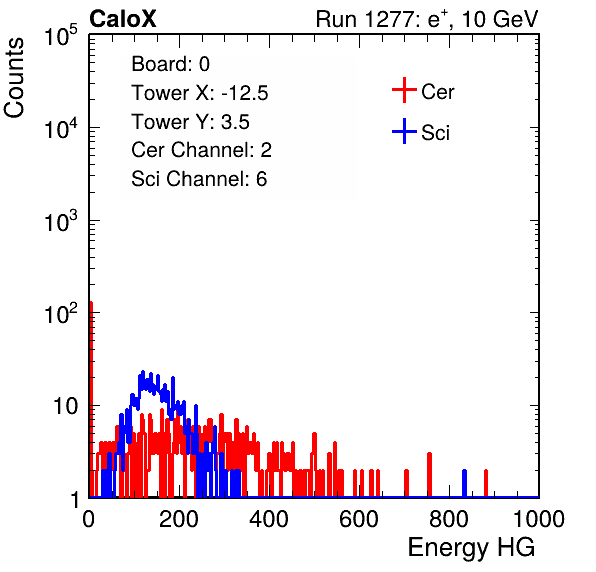 CaloX Run 1277: e⁺, 10 GeV
Counts
Board: 0
Tower X: -12.5
Tower Y: 3.5
Cer Channel: 2
Sci Channel: 6
Cer
Sci
10⁵
10⁴
10³
10²
10
1
0 200 400 600 800 1000
Energy HG